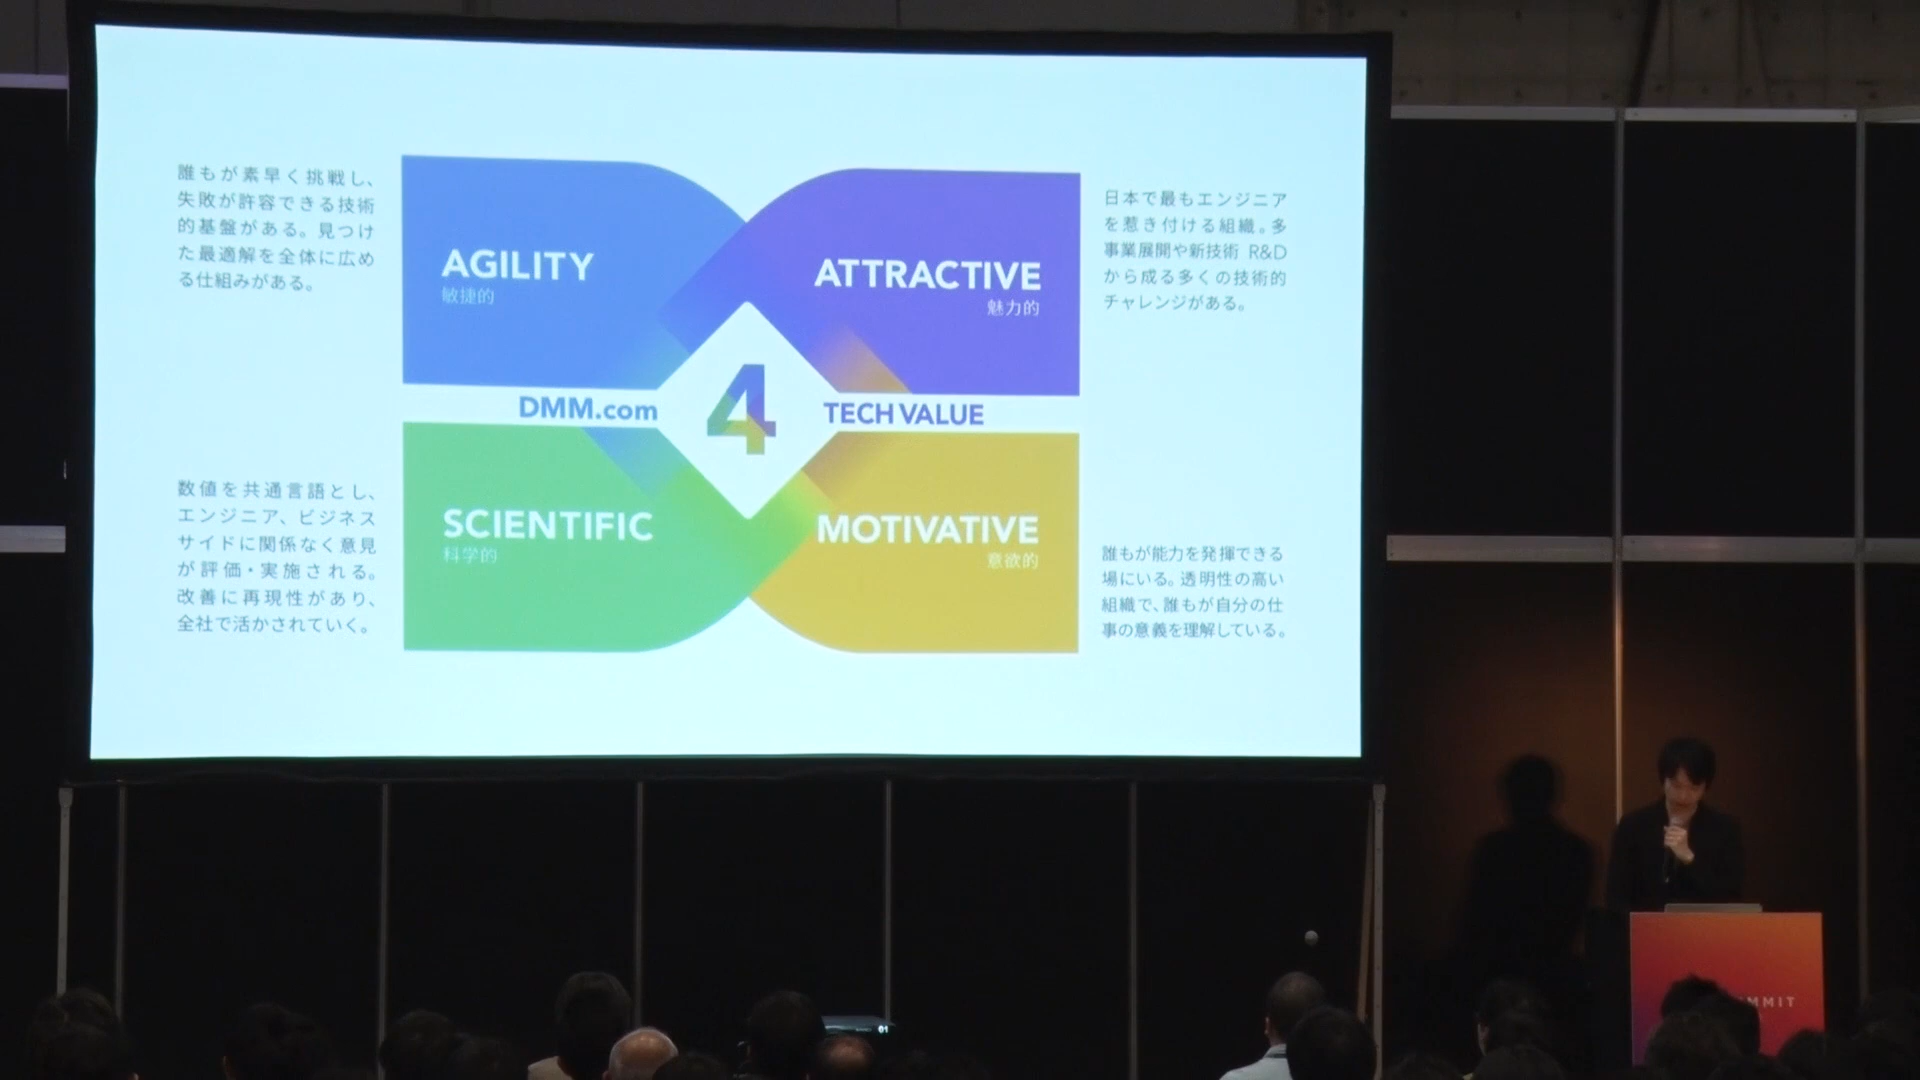 誰もが素早く挑戦し、
失敗が許容できる技術
的基盤がある。見つけ
た最適解を全体に広め
る仕組みがある。
AGILITY
敏捷的
ATTRACTIVE
魅力的
日本で最もエンジニア
を惹き付ける組織。多
事業展開や新技術 R&D
から成る多くの技術的
チャレンジがある。
DMM.com
4
TECH VALUE
数値を共通言語とし、
エンジニア、ビジネス
サイドに関係なく意見
が評価・実施される。
改善に再現性があり、
全社で活かされていく。
SCIENTIFIC
科学的
MOTIVATIVE
意欲的
誰もが能力を発揮できる
場にいる。透明性の高い
組織で、誰もが自分の仕
事の意義を理解している。
MMIT